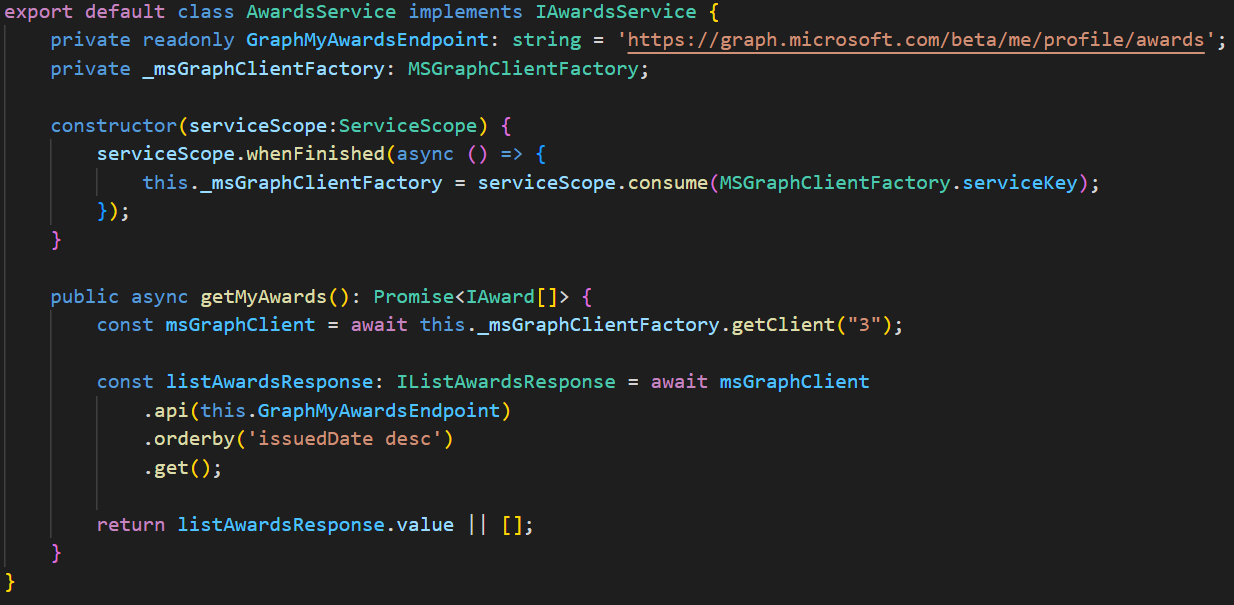 export default class AwardsService implements IAwardsService {
private readonly GraphMyAwardsEndpoint: string = 'https://graph.microsoft.com/beta/me/profile/awards';
private _msGraphClientFactory: MSGraphClientFactory;
constructor(serviceScope:ServiceScope) {
serviceScope.whenFinished(async () => {
this._msGraphClientFactory = serviceScope.consume(MSGraphClientFactory.serviceKey);
});
}
public async getMyAwards(): Promise<IAward[]> {
const msGraphClient = await this._msGraphClientFactory.getClient("3");
const listAwardsResponse: IListAwardsResponse = await msGraphClient
.api(this.GraphMyAwardsEndpoint)
.orderby('issuedDate desc')
.get();
return listAwardsResponse.value || [];
}
}